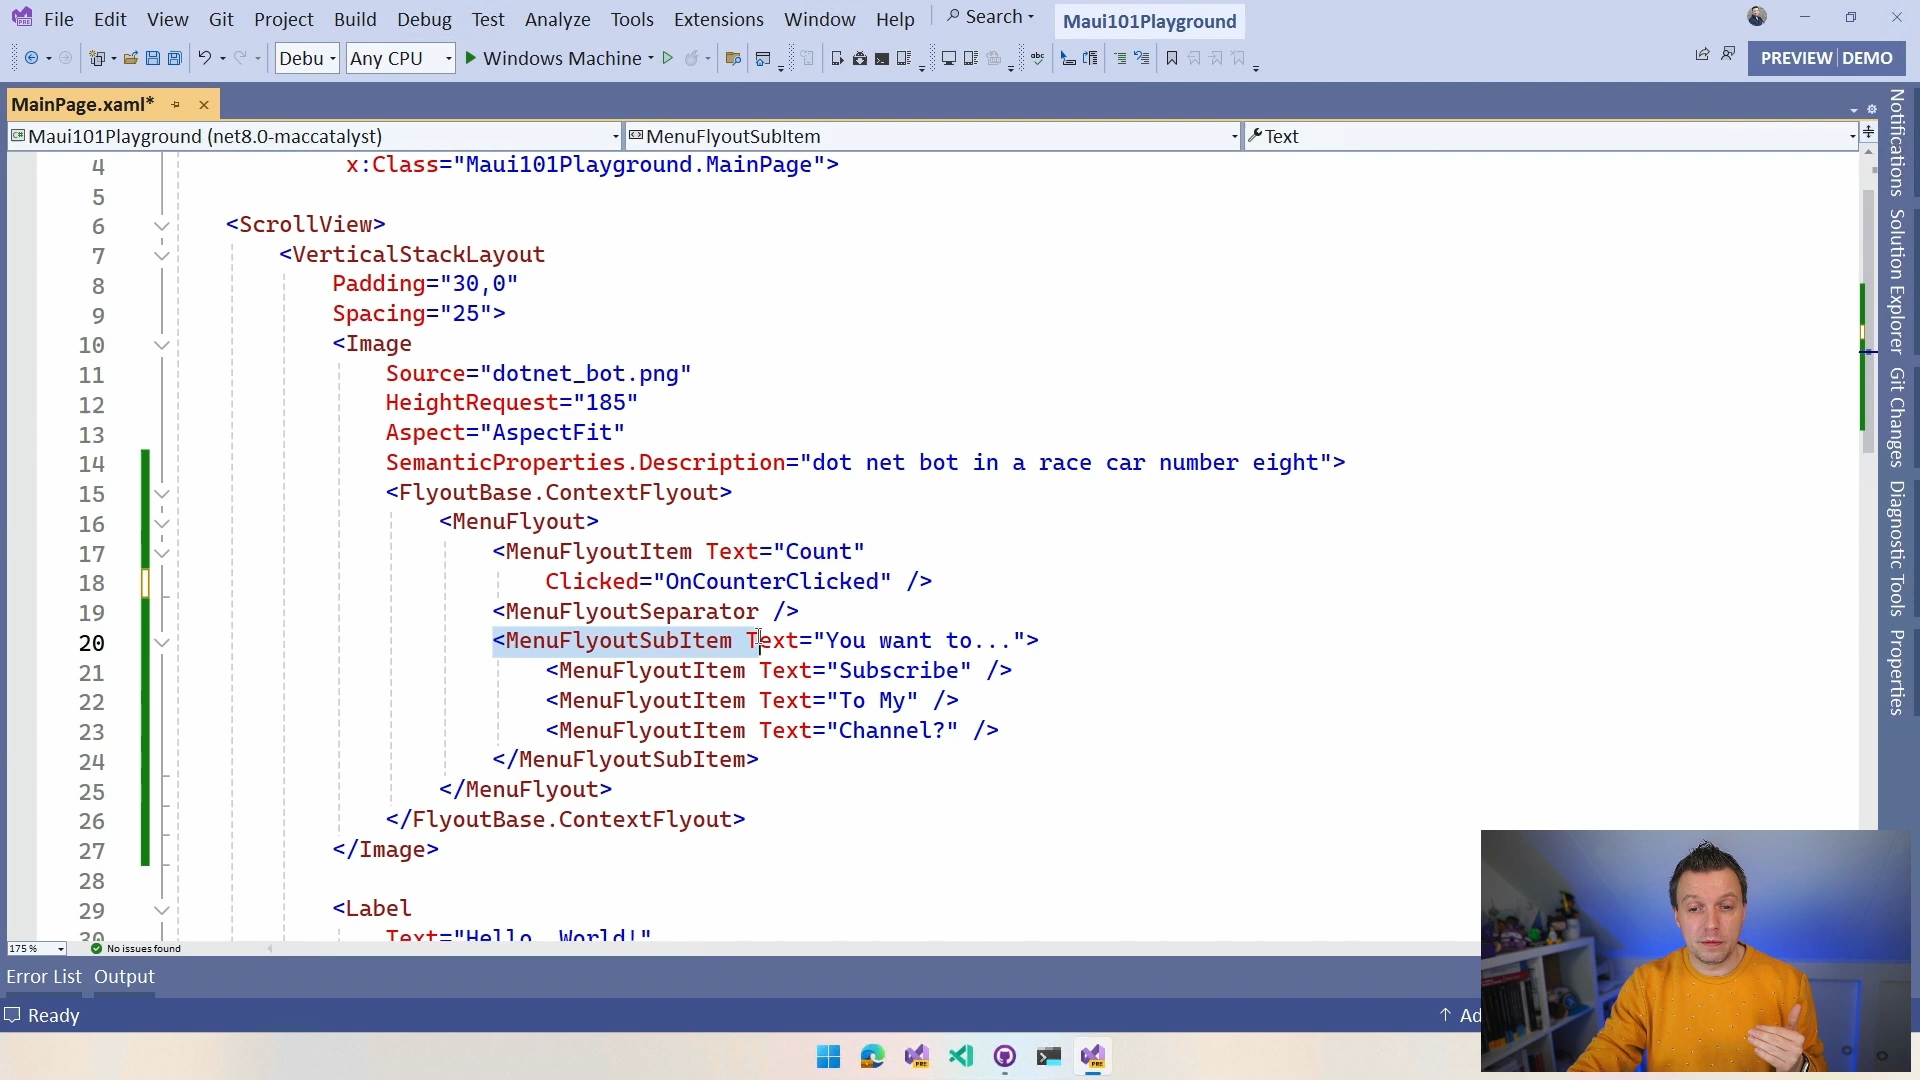 File Edit View Git Project Build Debug Test Analyze Tools Extensions Window Help Search Maui101Playground
Debu Any CPU Windows Machine PREVIEW DEMO
MainPage.xaml*
Maui101Playground (net8.0-maccatalyst) MenuFlyoutSubItem Text
4 x:Class="Maui101Playground.MainPage">
5
6 <ScrollView>
7 <VerticalStackLayout
8 Padding="30,0"
9 Spacing="25">
10 <Image
11 Source="dotnet_bot.png"
12 HeightRequest="185"
13 Aspect="AspectFit"
14 SemanticProperties.Description="dot net bot in a race car number eight">
15 <FlyoutBase.ContextFlyout>
16 <MenuFlyout>
17 <MenuFlyoutItem Text="Count"
18 Clicked="OnCounterClicked" />
19 <MenuFlyoutSeparator />
20 <MenuFlyoutSubItem Text="You want to...">
21 <MenuFlyoutItem Text="Subscribe" />
22 <MenuFlyoutItem Text="To My" />
23 <MenuFlyoutItem Text="Channel?" />
24 </MenuFlyoutSubItem>
25 </MenuFlyout>
26 </FlyoutBase.ContextFlyout>
27 </Image>
28
29 <Label
30 Text="Hello, World!"
175 % No issues found
Error List Output
Ready Ad
Notifications
Solution Explorer
Git Changes
Diagnostic Tools
Properties